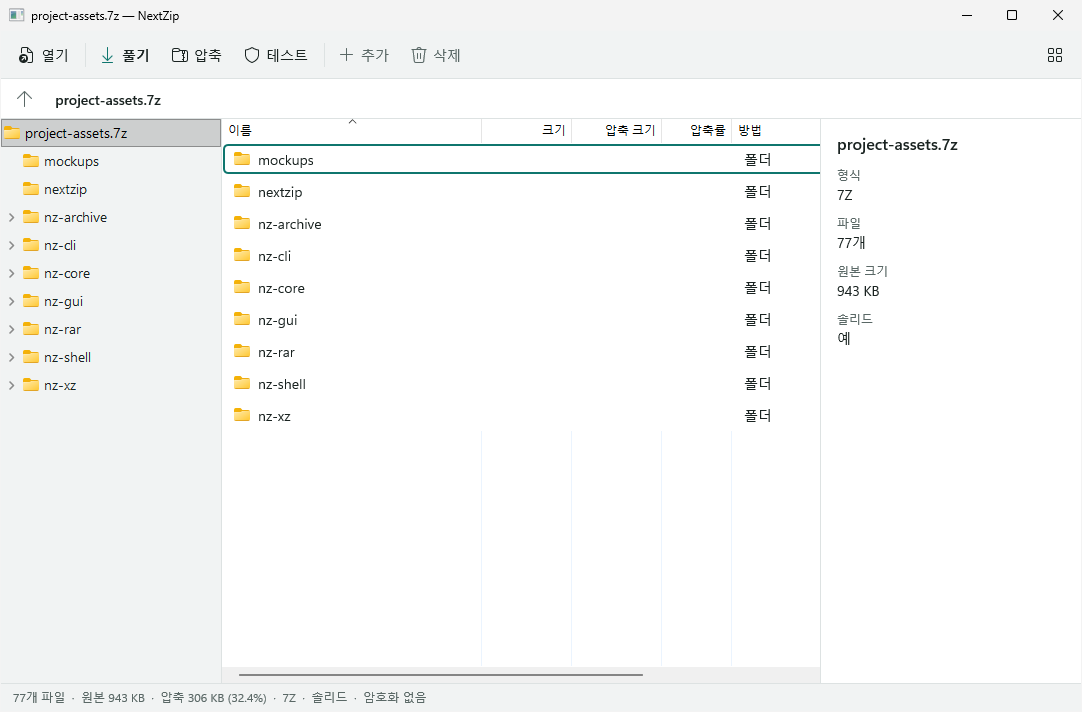 project-assets.7z — NextZip
열기 풀기 압축 테스트 추가 삭제
project-assets.7z
project-assets.7z
mockups
nextzip
nz-archive
nz-cli
nz-core
nz-gui
nz-rar
nz-shell
nz-xz
이름 크기 압축 크기 압축률 방법
mockups 폴더
nextzip 폴더
nz-archive 폴더
nz-cli 폴더
nz-core 폴더
nz-gui 폴더
nz-rar 폴더
nz-shell 폴더
nz-xz 폴더
project-assets.7z
형식
7Z
파일
77개
원본 크기
943 KB
솔리드
예
77개 파일 · 원본 943 KB · 압축 306 KB (32.4%) · 7Z · 솔리드 · 암호화 없음